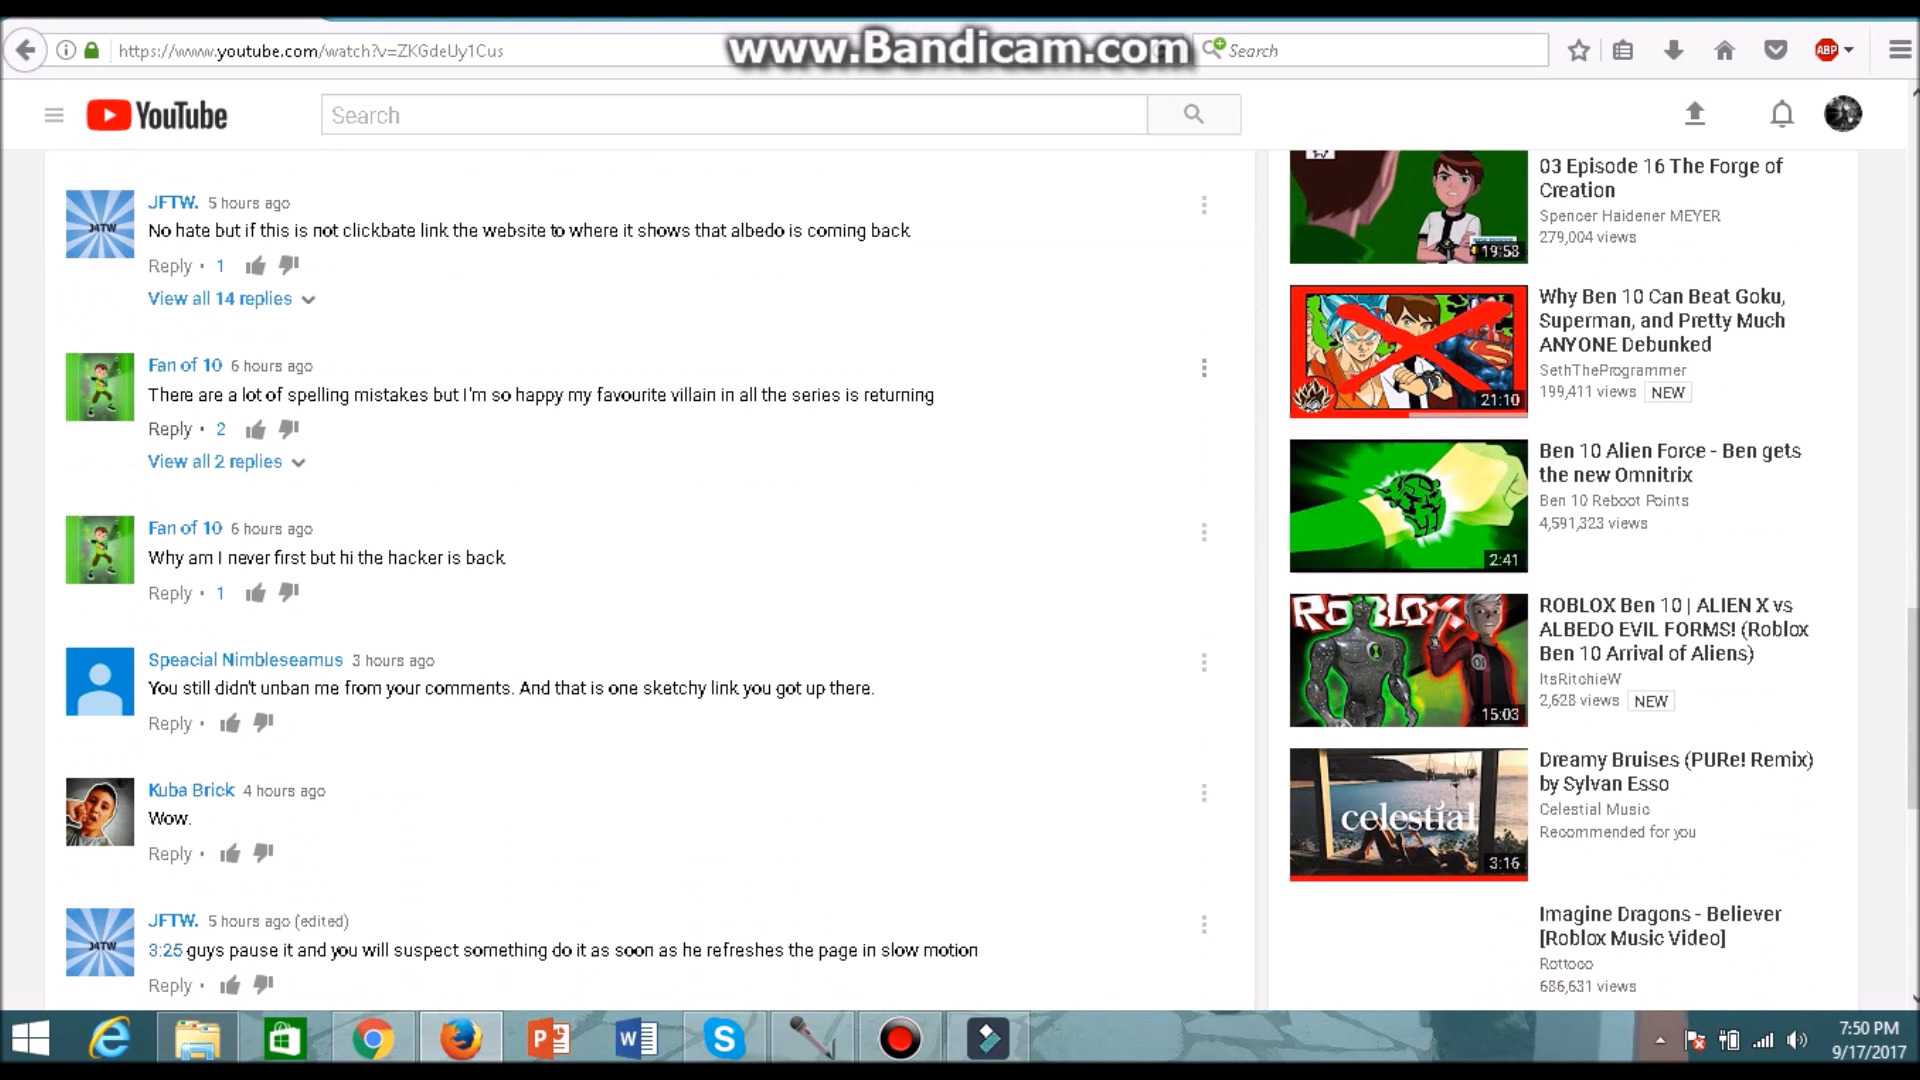 https://www.youtube.com/watch?v=ZKGdeUy1Cus
www.Bandicam.com
Search
ABP
YouTube
Search
J4TW
JFTW. 5 hours ago
No hate but if this is not clickbate link the website to where it shows that albedo is coming back
Reply · 1
View all 14 replies
Fan of 10 6 hours ago
There are a lot of spelling mistakes but I'm so happy my favourite villain in all the series is returning
Reply · 2
View all 2 replies
Fan of 10 6 hours ago
Why am I never first but hi the hacker is back
Reply · 1
Speacial Nimbleseamus 3 hours ago
You still didn't unban me from your comments. And that is one sketchy link you got up there.
Reply ·
Kuba Brick 4 hours ago
Wow.
Reply ·
J4TW
JFTW. 5 hours ago (edited)
3:25 guys pause it and you will suspect something do it as soon as he refreshes the page in slow motion
Reply ·
19:58
03 Episode 16 The Forge of
Creation
Spencer Haidener MEYER
279,004 views
21:10
Why Ben 10 Can Beat Goku,
Superman, and Pretty Much
ANYONE Debunked
SethTheProgrammer
199,411 views NEW
2:41
Ben 10 Alien Force - Ben gets
the new Omnitrix
Ben 10 Reboot Points
4,591,323 views
ROBLOX
15:03
ROBLOX Ben 10 | ALIEN X vs
ALBEDO EVIL FORMS! (Roblox
Ben 10 Arrival of Aliens)
ItsRitchieW
2,628 views NEW
celestial
3:16
Dreamy Bruises (PURe! Remix)
by Sylvan Esso
Celestial Music
Recommended for you
Imagine Dragons - Believer
[Roblox Music Video]
Rottoco
686,631 views
7:50 PM
9/17/2017